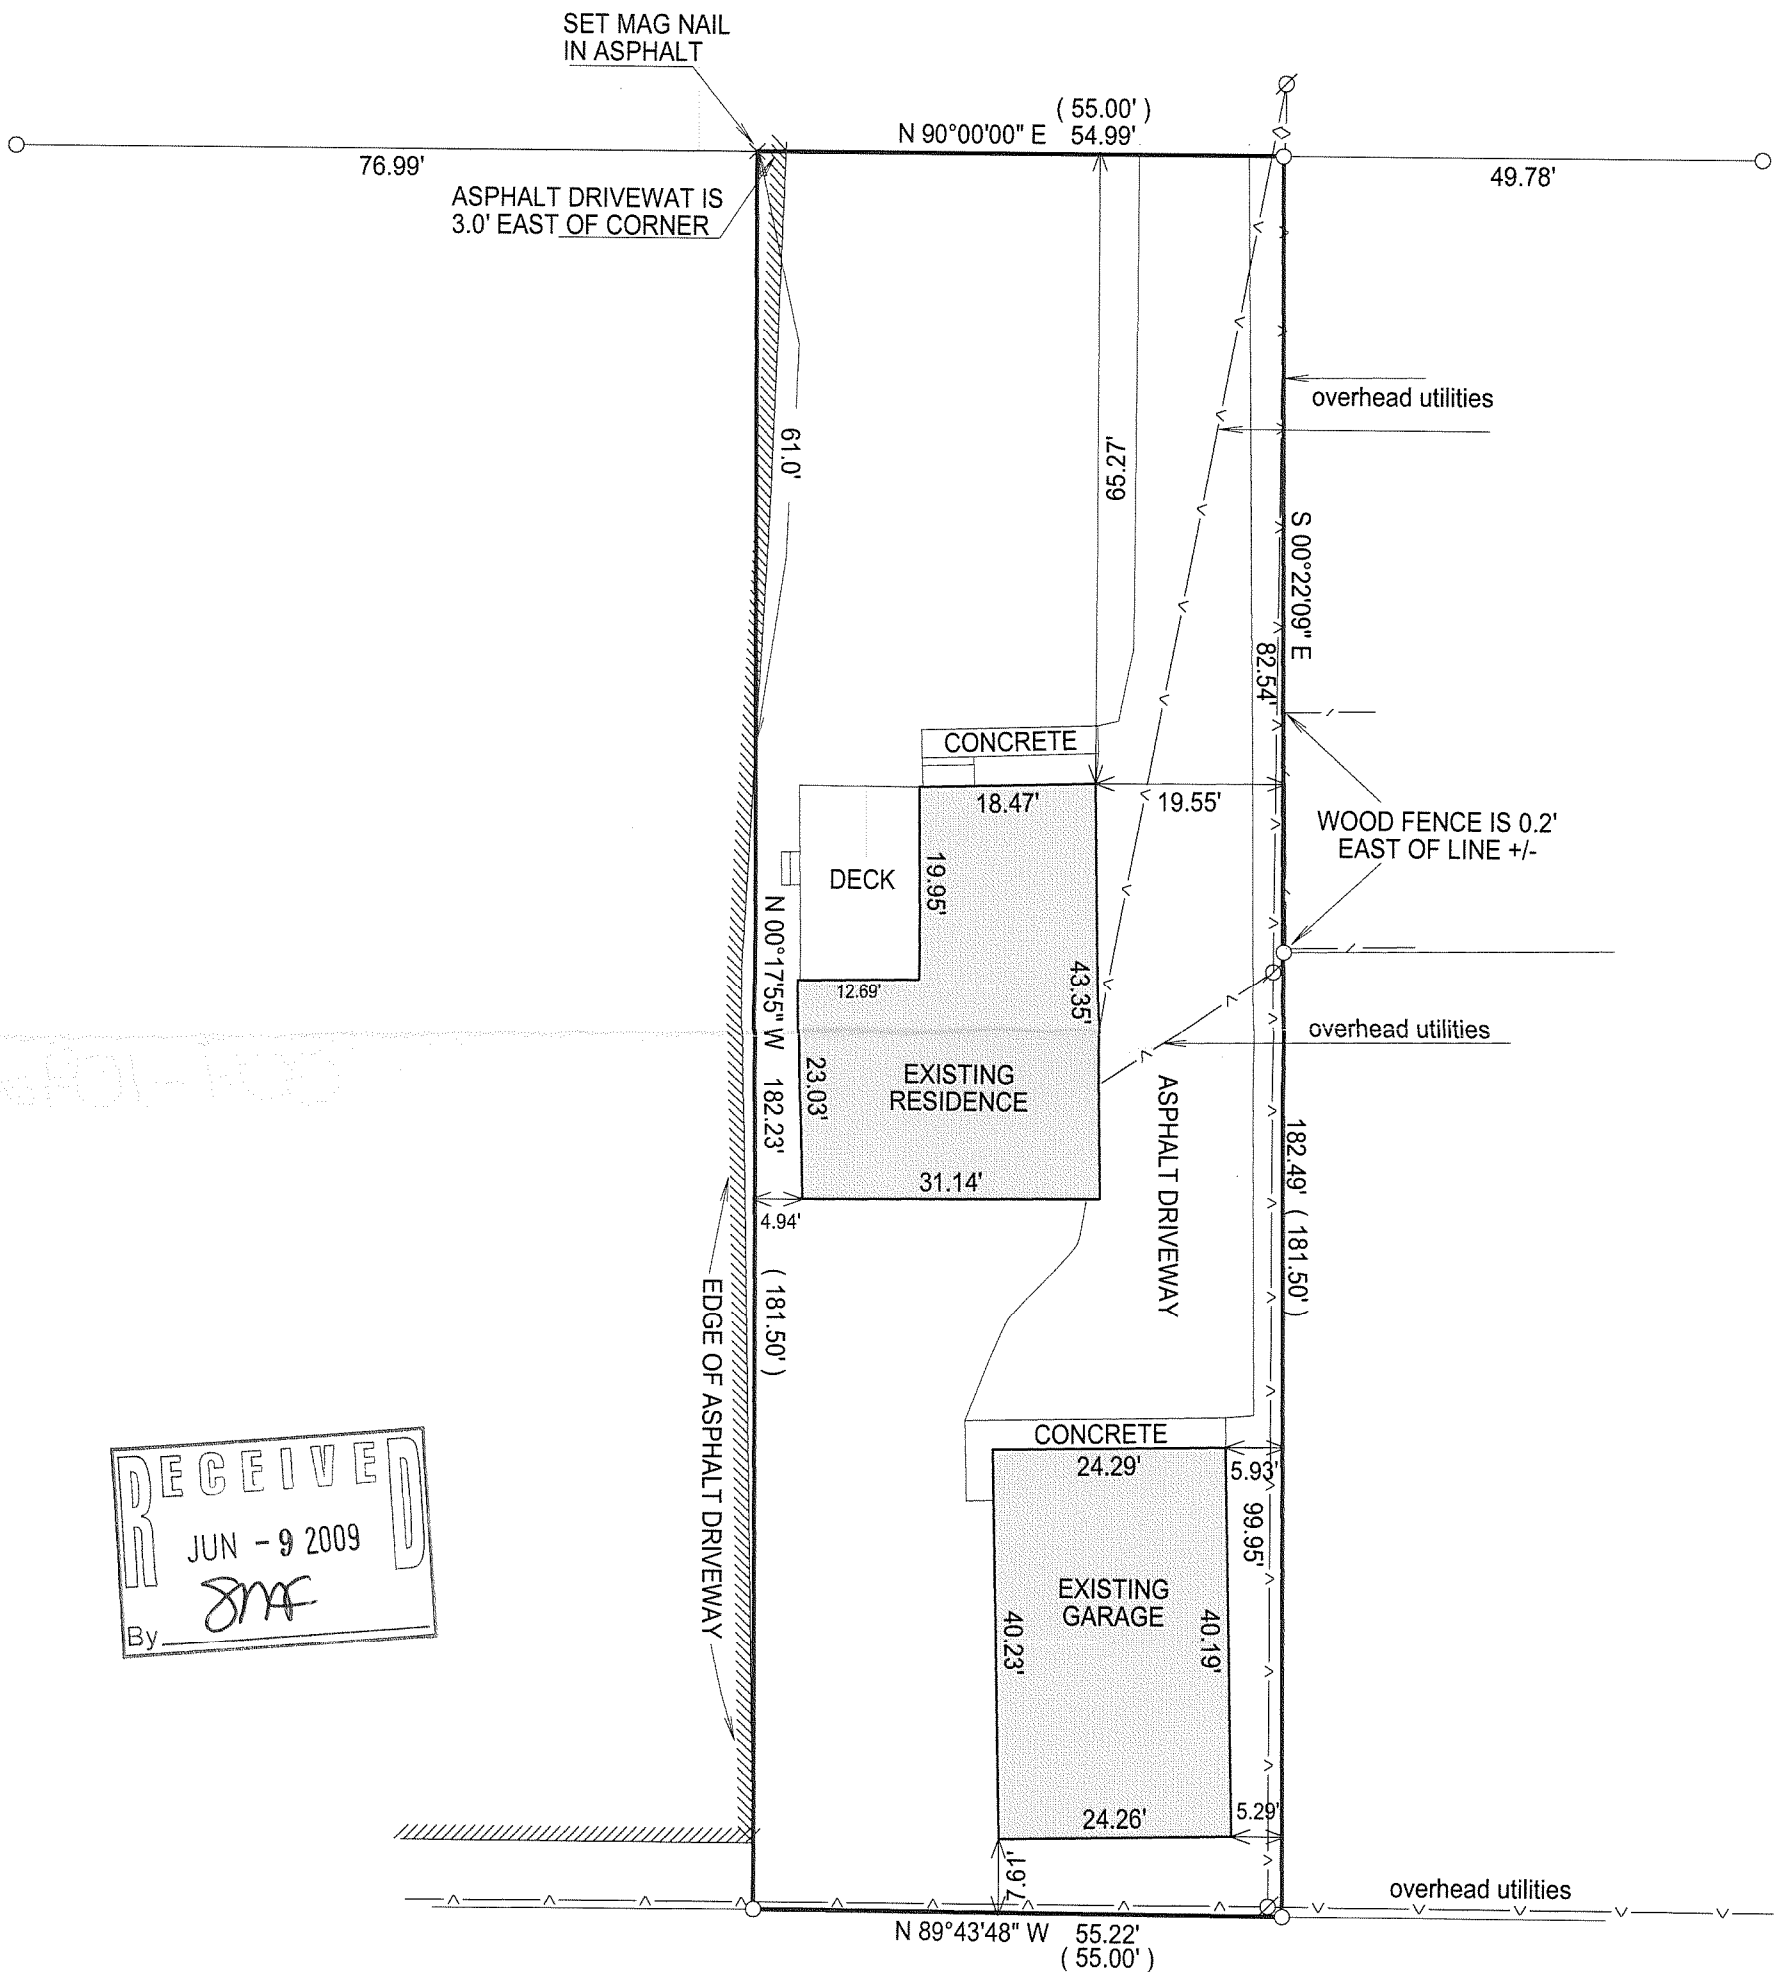 SET MAG NAIL
IN ASPHALT
( 55.00' )
N 90°00'00" E 54.99'
76.99'
49.78'
ASPHALT DRIVEWAT IS
3.0' EAST OF CORNER
overhead utilities
61.0'
65.27'
S 00°22'09" E
82.54'
CONCRETE
18.47'
19.55'
WOOD FENCE IS 0.2'
EAST OF LINE +/-
DECK
19.95'
N 00°17'55" W 182.23'
12.69'
43.35'
overhead utilities
23.03'
EXISTING
RESIDENCE
ASPHALT DRIVEWAY
182.49' ( 181.50' )
31.14'
4.94'
( 181.50' )
EDGE OF ASPHALT DRIVEWAY
CONCRETE
24.29'
5.93'
99.95'
RECEIVED
JUN - 9 2009
By
EXISTING
GARAGE
40.23'
40.19'
24.26'
5.29'
7.61'
overhead utilities
N 89°43'48" W 55.22'
( 55.00' )